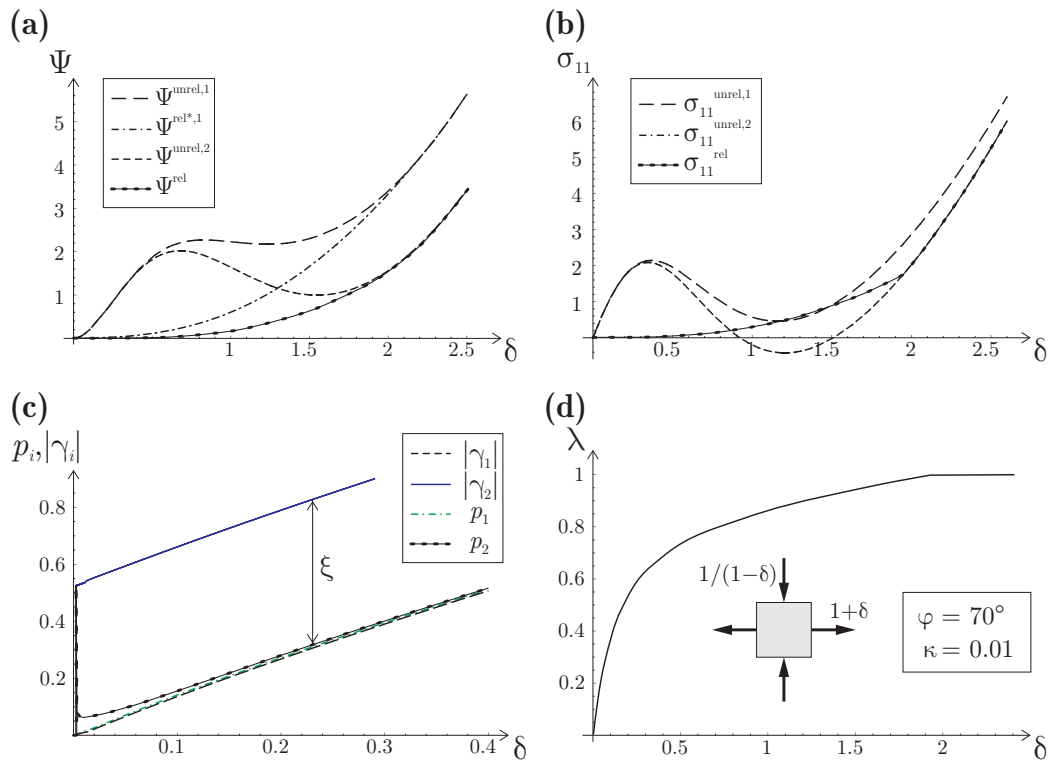 (a)
Ψ
Ψunrel,1
Ψrel*,1
Ψunrel,2
Ψrel
5
4
3
2
1
1
1.5
2
2.5
δ
(b)
σ11
σ11unrel,1
σ11unrel,2
σ11rel
6
5
4
3
2
1
0.5
1
1.5
2
2.5
δ
(c)
pi,|γi|
|γ1|
|γ2|
p1
p2
0.8
0.6
0.4
0.2
ξ
0.1
0.2
0.3
0.4
δ
(d)
λ
1
0.8
0.6
0.4
0.2
1/(1−δ)
1+δ
φ = 70°
κ = 0.01
0.5
1
1.5
2
δ